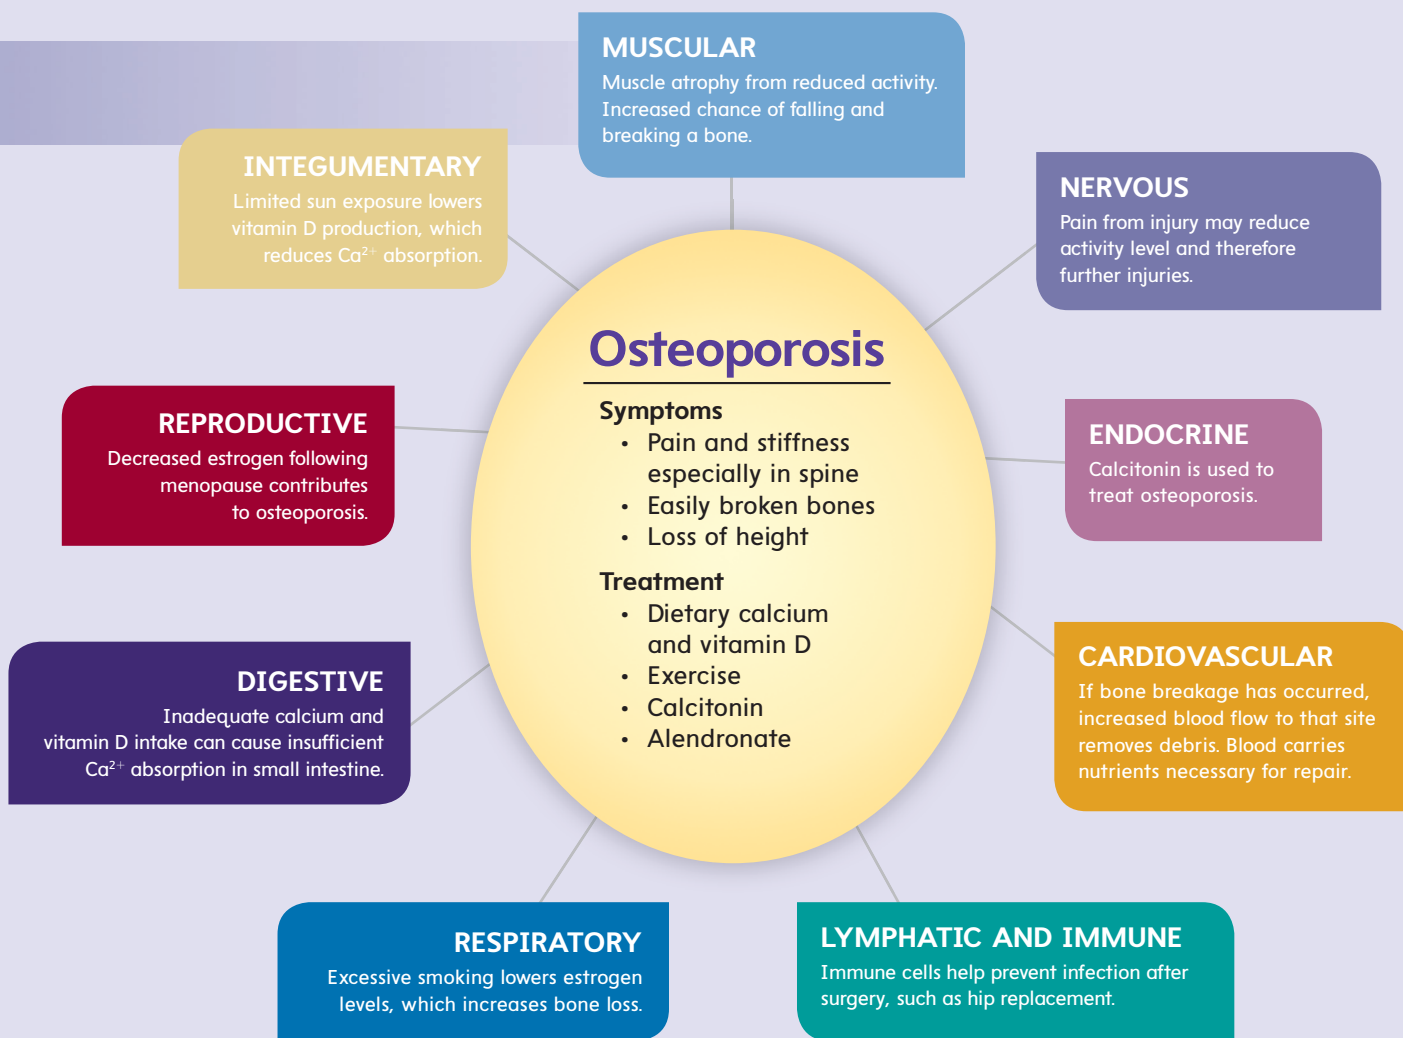 MUSCULAR
Muscle atrophy from reduced activity.
Increased chance of falling and
breaking a bone.
INTEGUMENTARY
Limited sun exposure lowers
vitamin D production, which
reduces Ca²⁺ absorption.
NERVOUS
Pain from injury may reduce
activity level and therefore
further injuries.
Osteoporosis
Symptoms
• Pain and stiffness
especially in spine
• Easily broken bones
• Loss of height
Treatment
• Dietary calcium
and vitamin D
• Exercise
• Calcitonin
• Alendronate
REPRODUCTIVE
Decreased estrogen following
menopause contributes
to osteoporosis.
ENDOCRINE
Calcitonin is used to
treat osteoporosis.
DIGESTIVE
Inadequate calcium and
vitamin D intake can cause insufficient
Ca²⁺ absorption in small intestine.
CARDIOVASCULAR
If bone breakage has occurred,
increased blood flow to that site
removes debris. Blood carries
nutrients necessary for repair.
RESPIRATORY
Excessive smoking lowers estrogen
levels, which increases bone loss.
LYMPHATIC AND IMMUNE
Immune cells help prevent infection after
surgery, such as hip replacement.